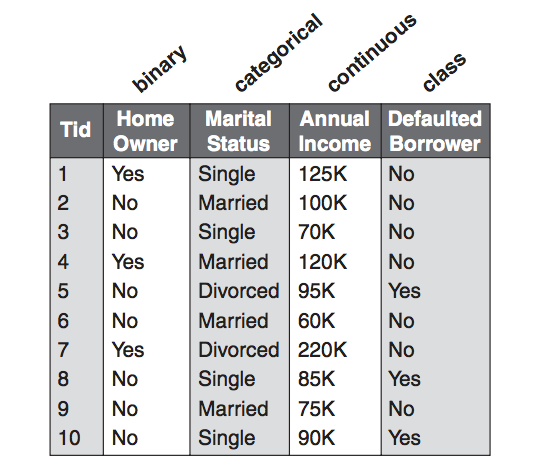 binary categorical continuous class
Tid Home Owner Marital Status Annual Income Defaulted Borrower
1 Yes Single 125K No
2 No Married 100K No
3 No Single 70K No
4 Yes Married 120K No
5 No Divorced 95K Yes
6 No Married 60K No
7 Yes Divorced 220K No
8 No Single 85K Yes
9 No Married 75K No
10 No Single 90K Yes